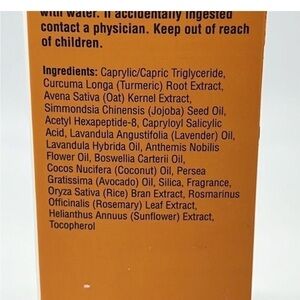 with water. If accidentally ingested
contact a physician. Keep out of reach
of children.
Ingredients: Caprylic/Capric Triglyceride,
Curcuma Longa (Turmeric) Root Extract,
Avena Sativa (Oat) Kernel Extract,
Simmondsia Chinensis (Jojoba) Seed Oil,
Acetyl Hexapeptide-8, Capryloyl Salicylic
Acid, Lavandula Angustifolia (Lavender) Oil,
Lavandula Hybrida Oil, Anthemis Nobilis
Flower Oil, Boswellia Carterii Oil,
Cocos Nucifera (Coconut) Oil, Persea
Gratissima (Avocado) Oil, Silica, Fragrance,
Oryza Sativa (Rice) Bran Extract, Rosmarinus
Officinalis (Rosemary) Leaf Extract,
Helianthus Annuus (Sunflower) Extract,
Tocopherol